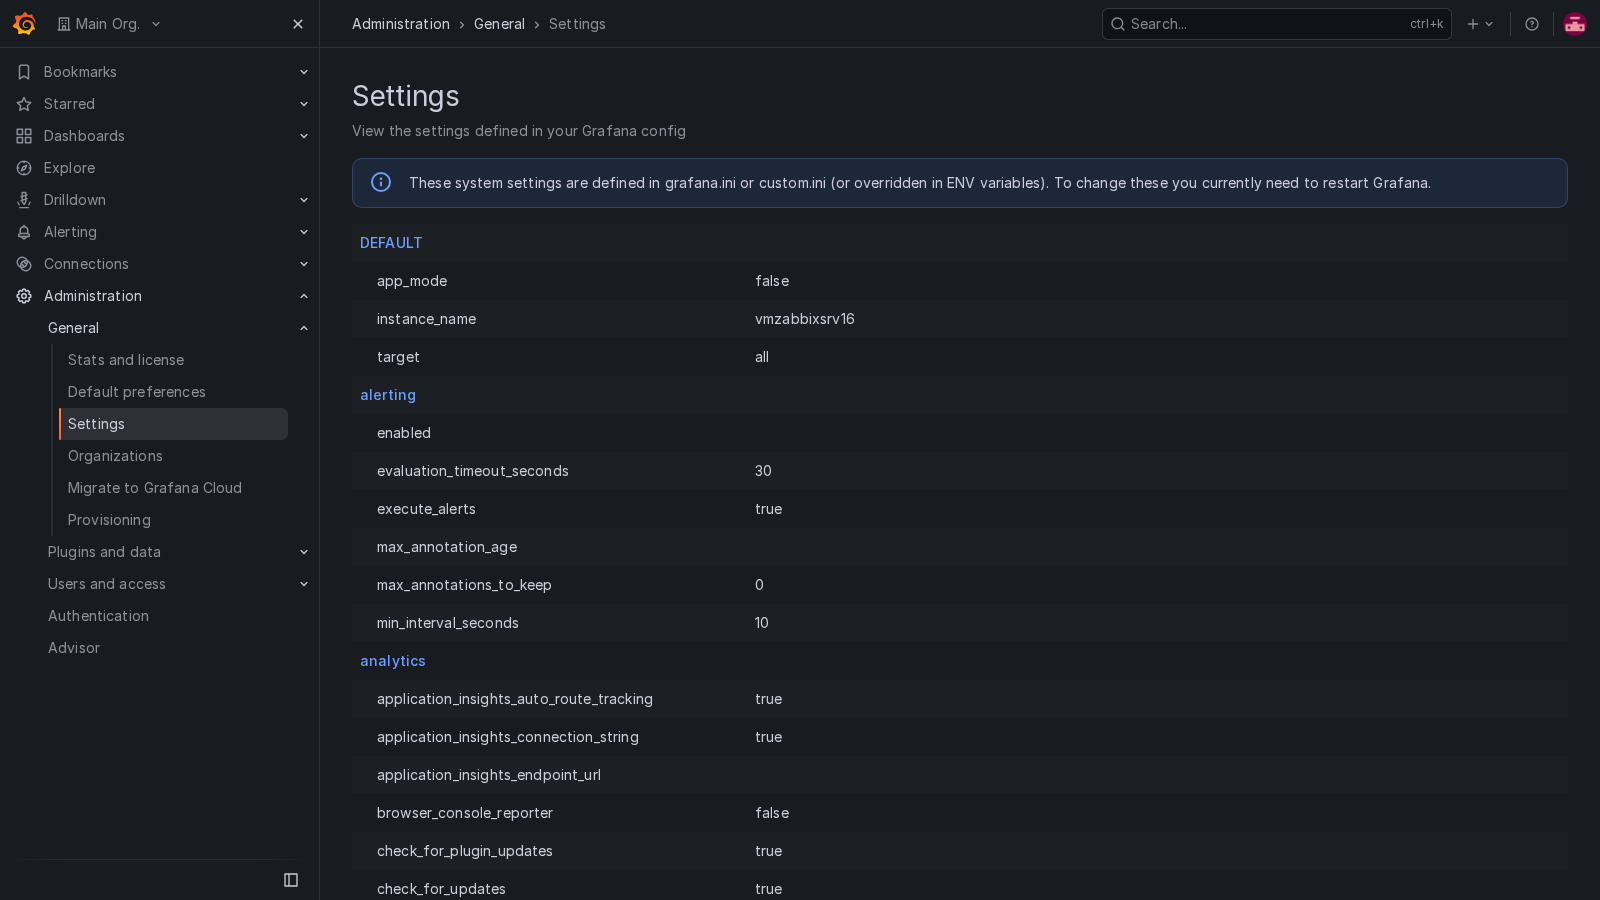 Main Org.
Administration > General > Settings
Search...
ctrl+k
Bookmarks
Starred
Dashboards
Explore
Drilldown
Alerting
Connections
Administration
General
Stats and license
Default preferences
Settings
Organizations
Migrate to Grafana Cloud
Provisioning
Plugins and data
Users and access
Authentication
Advisor
Settings
View the settings defined in your Grafana config
These system settings are defined in grafana.ini or custom.ini (or overridden in ENV variables). To change these you currently need to restart Grafana.
DEFAULT
app_mode false
instance_name vmzabbixsrv16
target all
alerting
enabled
evaluation_timeout_seconds 30
execute_alerts true
max_annotation_age
max_annotations_to_keep 0
min_interval_seconds 10
analytics
application_insights_auto_route_tracking true
application_insights_connection_string true
application_insights_endpoint_url
browser_console_reporter false
check_for_plugin_updates true
check_for_updates true